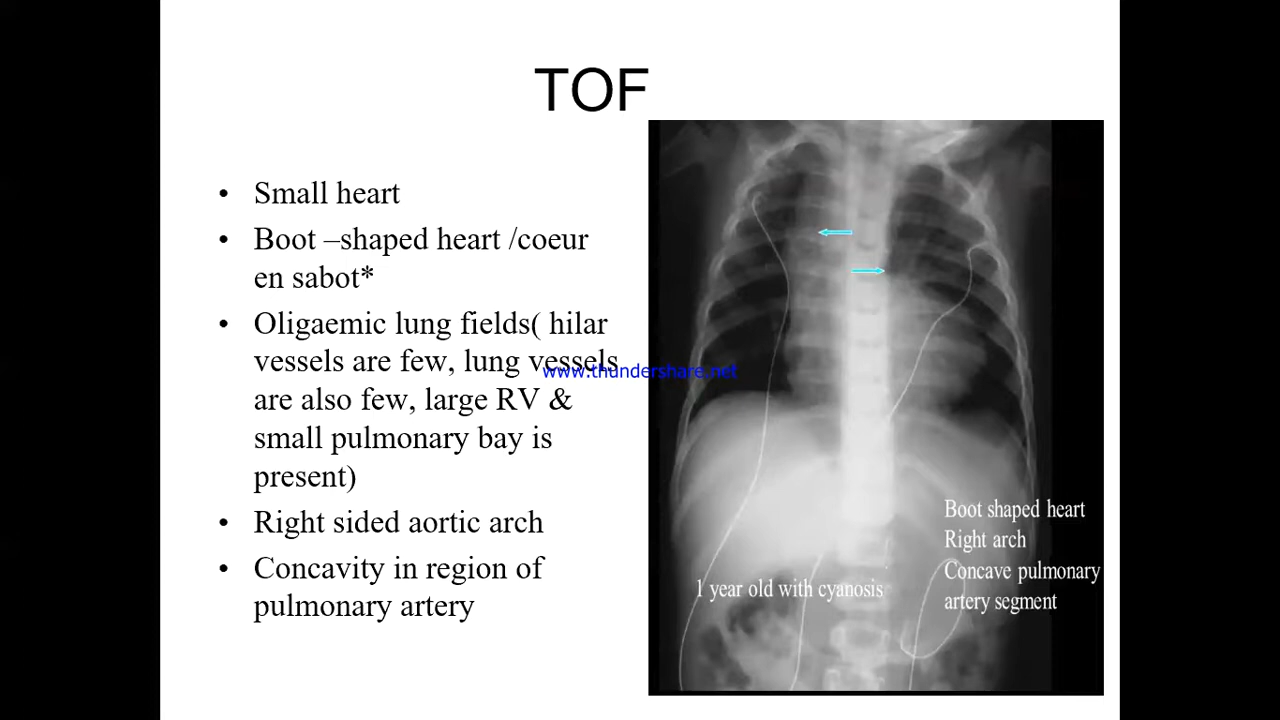 TOF
• Small heart
• Boot –shaped heart /coeur
en sabot*
• Oligaemic lung fields( hilar
vessels are few, lung vessels
are also few, large RV &
small pulmonary bay is
present)
• Right sided aortic arch
• Concavity in region of
pulmonary artery
www.thundershare.net
1 year old with cyanosis
Boot shaped heart
Right arch
Concave pulmonary
artery segment